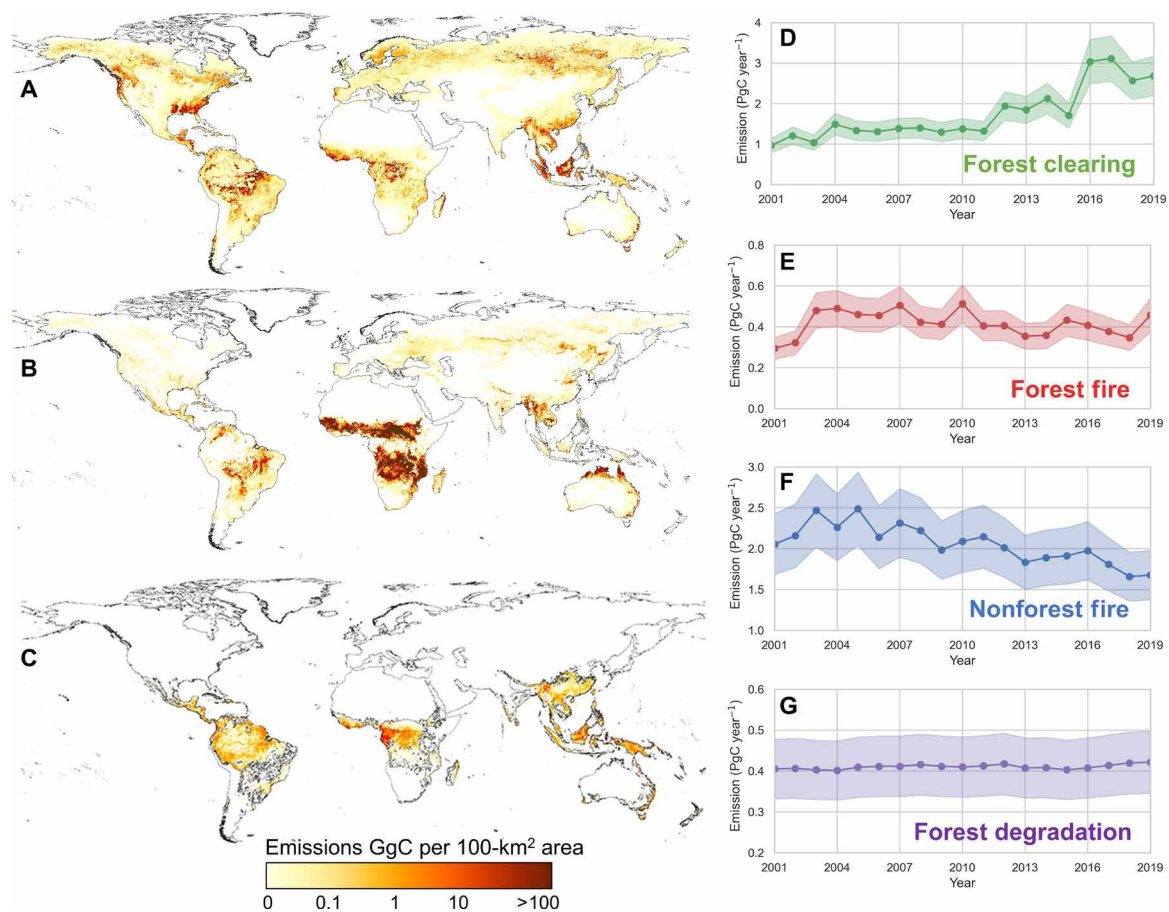 A
B
C
Emissions GgC per 100-km² area
0 0.1 1 10 >100
D
Emission (PgC year⁻¹)
4
3
2
1
0
Forest clearing
2001 2004 2007 2010 2013 2016 2019
Year
E
Emission (PgC year⁻¹)
0.8
0.6
0.4
0.2
0.0
Forest fire
2001 2004 2007 2010 2013 2016 2019
Year
F
Emission (PgC year⁻¹)
3.0
2.5
2.0
1.5
1.0
Nonforest fire
2001 2004 2007 2010 2013 2016 2019
Year
G
Emission (PgC year⁻¹)
0.6
0.5
0.4
0.3
0.2
Forest degradation
2001 2004 2007 2010 2013 2016 2019
Year